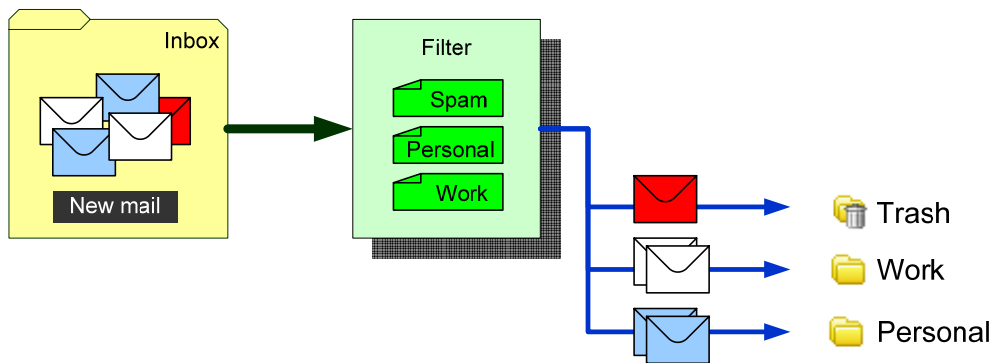 Inbox
New mail
Filter
Spam
Personal
Work
Trash
Work
Personal